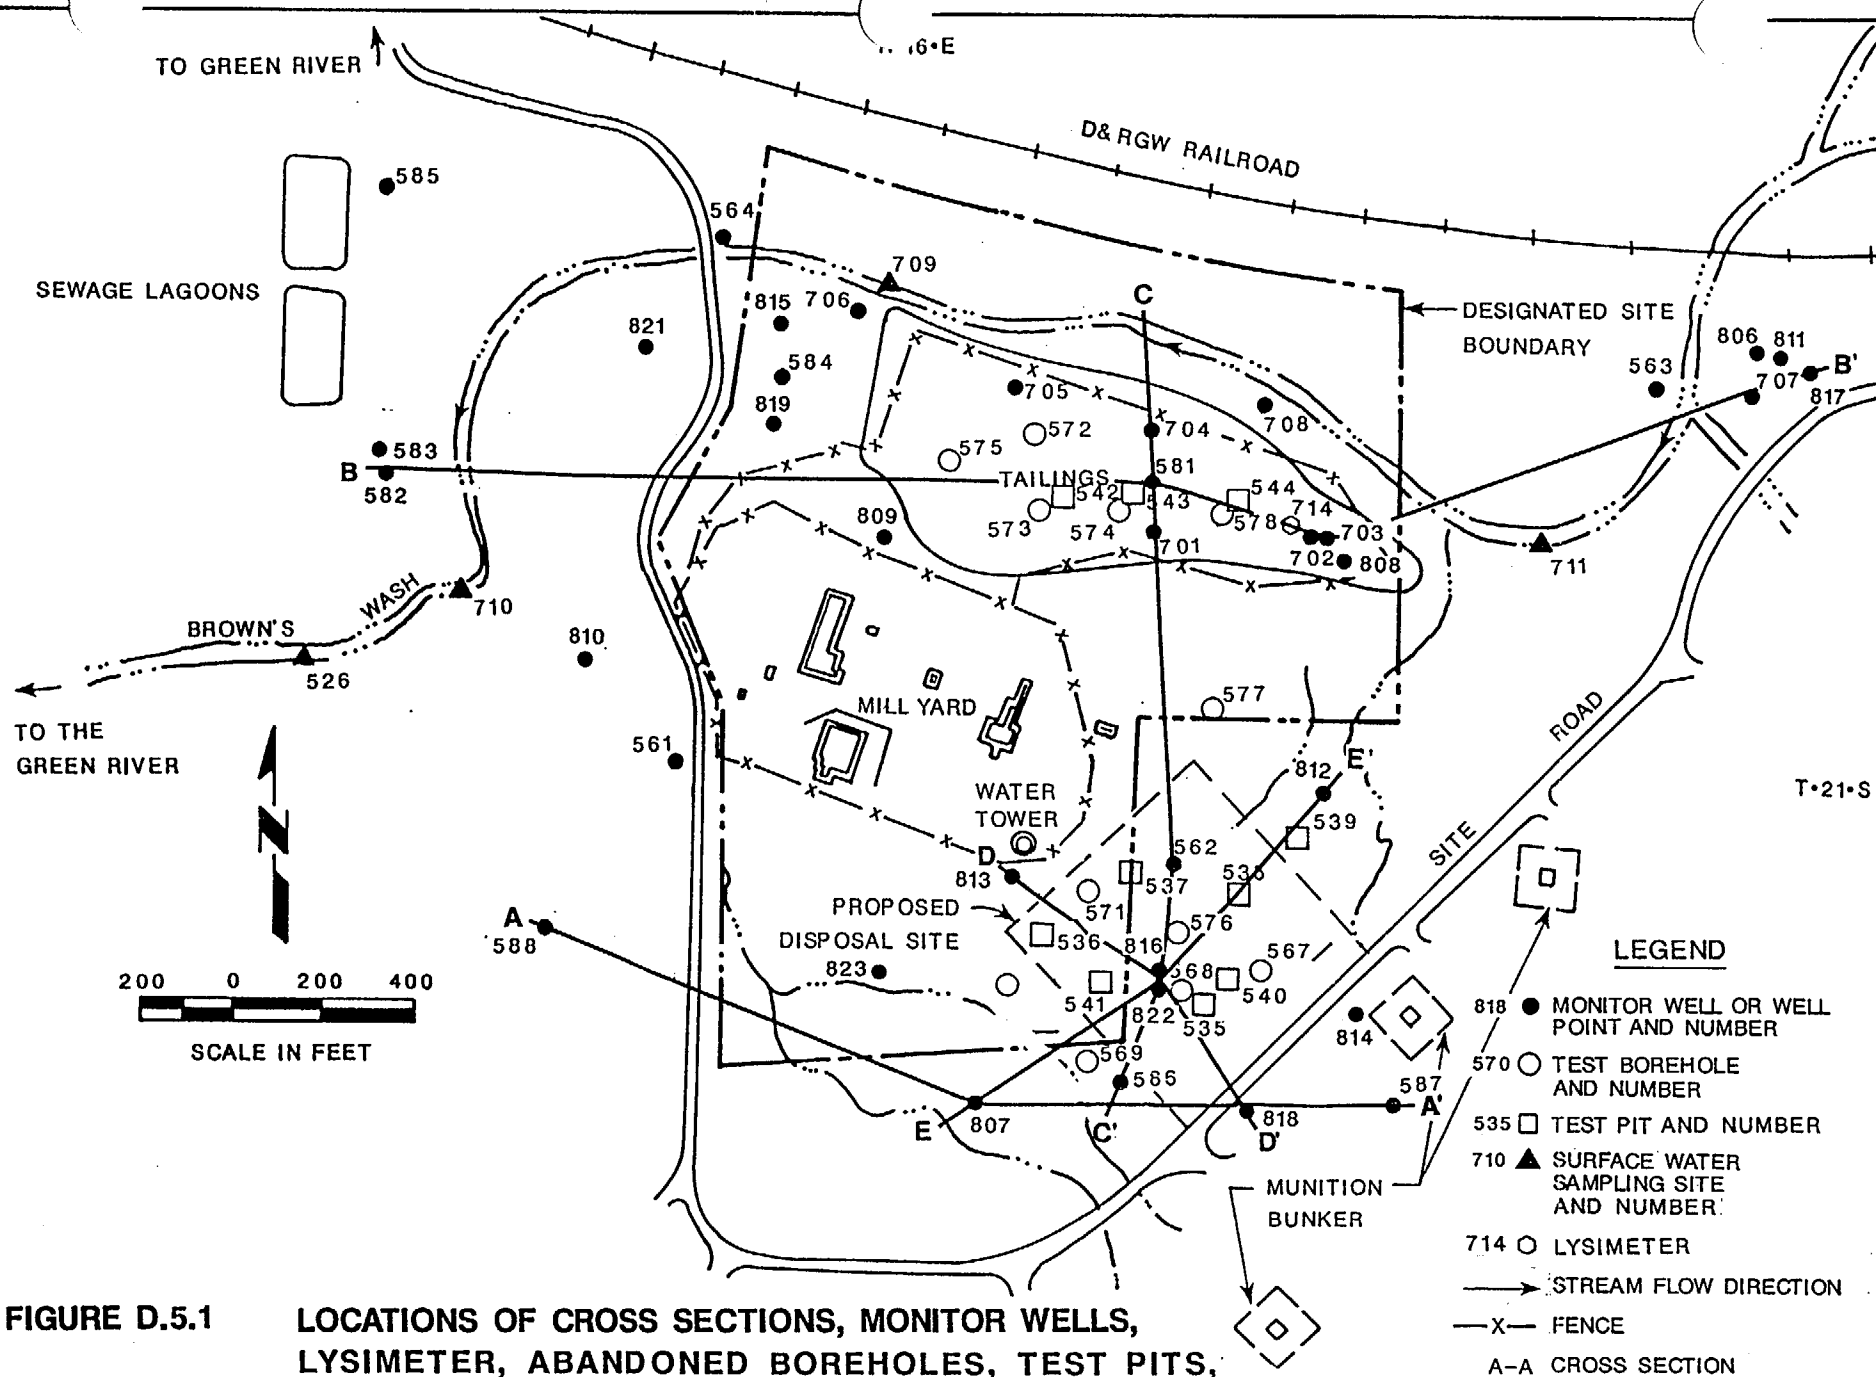 TO GREEN RIVER
16•E
D&RGW RAILROAD
585
564
SEWAGE LAGOONS
709
C
815
706
821
584
819
DESIGNATED SITE
BOUNDARY
563
806
811
B'
707
817
705
708
572
704
575
583
B
582
TAILINGS
581
542
543
544
714
573
574
578
703
702
808
809
701
711
710
BROWN'S
WASH
526
810
TO THE
GREEN RIVER
577
MILL YARD
561
ROAD
SITE
E'
812
T•21•S
WATER
TOWER
539
562
D
813
537
571
PROPOSED
DISPOSAL SITE
536
576
A
588
816
567
823
568
540
541
822
535
814
569
586
587
A'
E
807
C'
818
D'
200 0 200 400
SCALE IN FEET
MUNITION
BUNKER
LEGEND
818 MONITOR WELL OR WELL
POINT AND NUMBER
570 TEST BOREHOLE
AND NUMBER
535 TEST PIT AND NUMBER
710 SURFACE WATER
SAMPLING SITE
AND NUMBER
714 LYSIMETER
STREAM FLOW DIRECTION
X FENCE
A-A CROSS SECTION
FIGURE D.5.1
LOCATIONS OF CROSS SECTIONS, MONITOR WELLS,
LYSIMETER, ABANDONED BOREHOLES, TEST PITS,